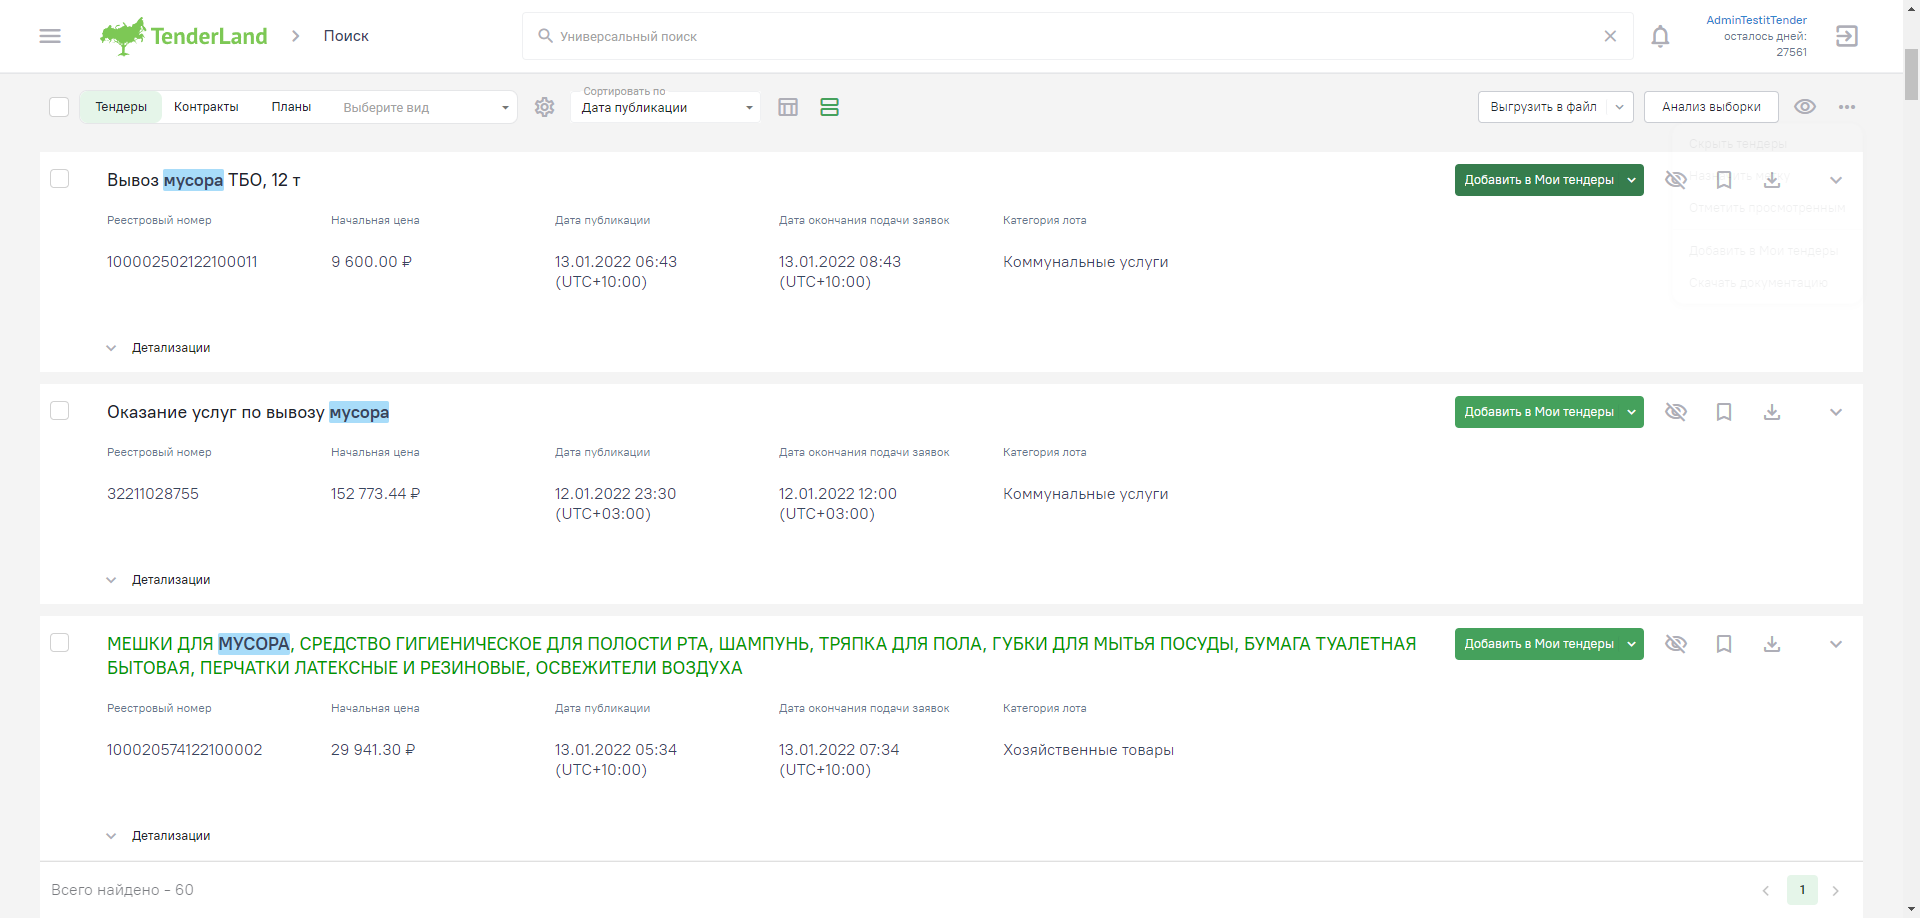 TenderLand
Поиск
Универсальный поиск
AdminTestitTender
осталось дней:
27561
Тендеры
Контракты
Планы
Выберите вид
Сортировать по
Дата публикации
Выгрузить в файл
Анализ выборки
Скрыть тендеры
Отметить просмотренным
Добавить в Мои тендеры
Скачать документацию
Вывоз мусора ТБО, 12 т
Добавить в Мои тендеры
Реестровый номер
Начальная цена
Дата публикации
Дата окончания подачи заявок
Категория лота
100002502122100011
9 600.00 ₽
13.01.2022 06:43
(UTC+10:00)
13.01.2022 08:43
(UTC+10:00)
Коммунальные услуги
Детализации
Оказание услуг по вывозу мусора
Добавить в Мои тендеры
Реестровый номер
Начальная цена
Дата публикации
Дата окончания подачи заявок
Категория лота
32211028755
152 773.44 ₽
12.01.2022 23:30
(UTC+03:00)
12.01.2022 12:00
(UTC+03:00)
Коммунальные услуги
Детализации
МЕШКИ ДЛЯ МУСОРА, СРЕДСТВО ГИГИЕНИЧЕСКОЕ ДЛЯ ПОЛОСТИ РТА, ШАМПУНЬ, ТРЯПКА ДЛЯ ПОЛА, ГУБКИ ДЛЯ МЫТЬЯ ПОСУДЫ, БУМАГА ТУАЛЕТНАЯ
БЫТОВАЯ, ПЕРЧАТКИ ЛАТЕКСНЫЕ И РЕЗИНОВЫЕ, ОСВЕЖИТЕЛИ ВОЗДУХА
Добавить в Мои тендеры
Реестровый номер
Начальная цена
Дата публикации
Дата окончания подачи заявок
Категория лота
100020574122100002
29 941.30 ₽
13.01.2022 05:34
(UTC+10:00)
13.01.2022 07:34
(UTC+10:00)
Хозяйственные товары
Детализации
Всего найдено - 60
1